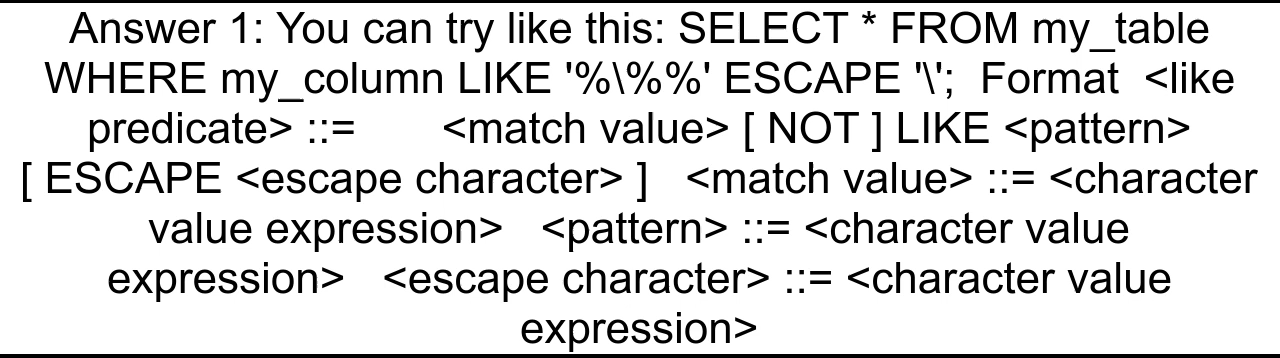 Answer 1: You can try like this: SELECT * FROM my_table
WHERE my_column LIKE '%\%%' ESCAPE '\';  Format  <like
predicate> ::=       <match value> [ NOT ] LIKE <pattern>
[ ESCAPE <escape character> ]   <match value> ::= <character
value expression>   <pattern> ::= <character value
expression>   <escape character> ::= <character value
expression>